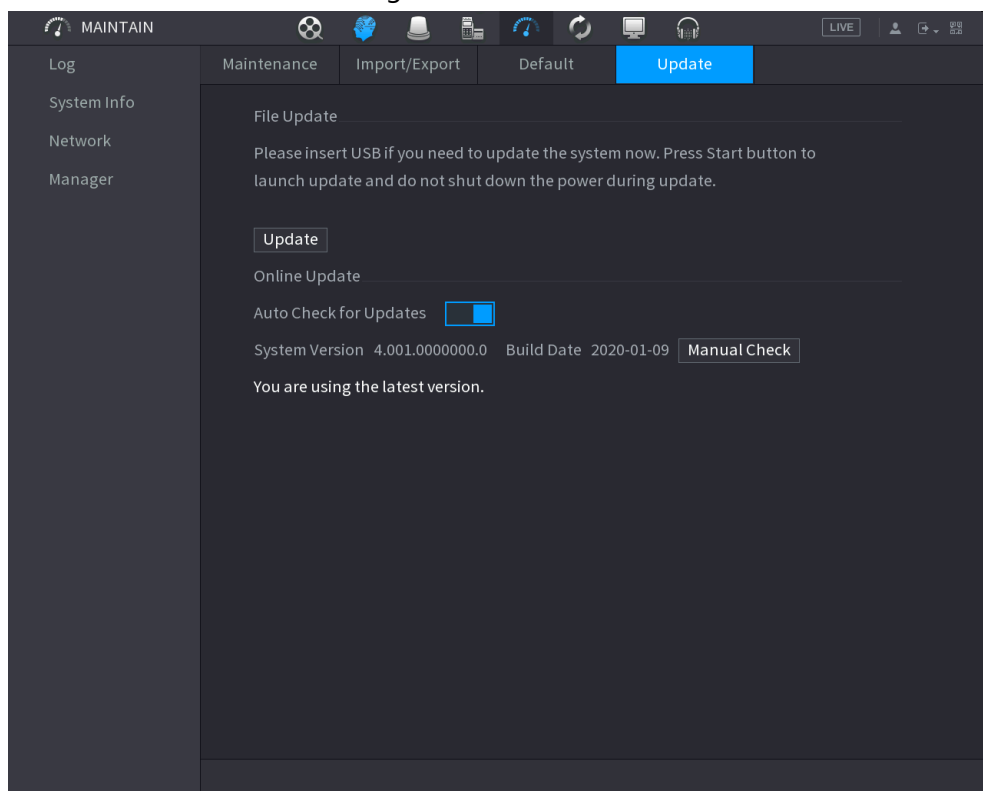 MAINTAIN
LIVE
Log
System Info
Network
Manager
Maintenance Import/Export Default Update
File Update
Please insert USB if you need to update the system now. Press Start button to
launch update and do not shut down the power during update.
Update
Online Update
Auto Check for Updates
System Version 4.001.0000000.0 Build Date 2020-01-09 Manual Check
You are using the latest version.